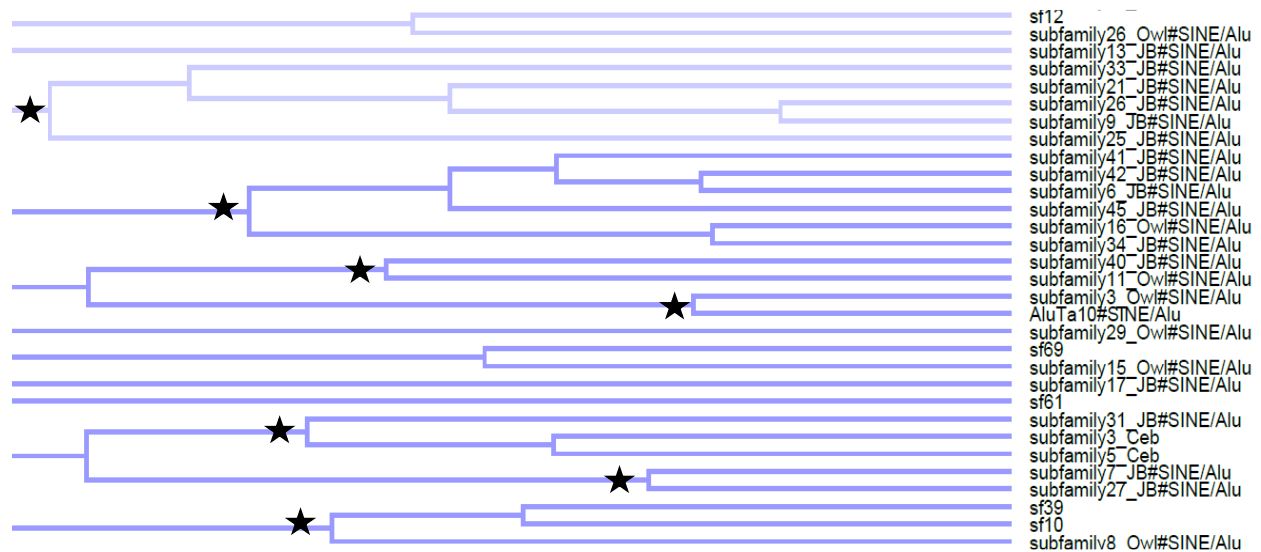 sf12
subfamily26_Owl#SINE/Alu
subfamily13_JB#SINE/Alu
subfamily33_JB#SINE/Alu
subfamily21_JB#SINE/Alu
subfamily26_JB#SINE/Alu
subfamily9_JB#SINE/Alu
subfamily25_JB#SINE/Alu
subfamily41_JB#SINE/Alu
subfamily42_JB#SINE/Alu
subfamily6_JB#SINE/Alu
subfamily45_JB#SINE/Alu
subfamily16_Owl#SINE/Alu
subfamily34_JB#SINE/Alu
subfamily40_JB#SINE/Alu
subfamily11_Owl#SINE/Alu
subfamily3_Owl#SINE/Alu
AluTa10#SINE/Alu
subfamily29_Owl#SINE/Alu
sf69
subfamily15_Owl#SINE/Alu
subfamily17_JB#SINE/Alu
sf61
subfamily31_JB#SINE/Alu
subfamily3_Ceb
subfamily5_Ceb
subfamily7_JB#SINE/Alu
subfamily27_JB#SINE/Alu
sf39
sf10
subfamily8_Owl#SINE/Alu